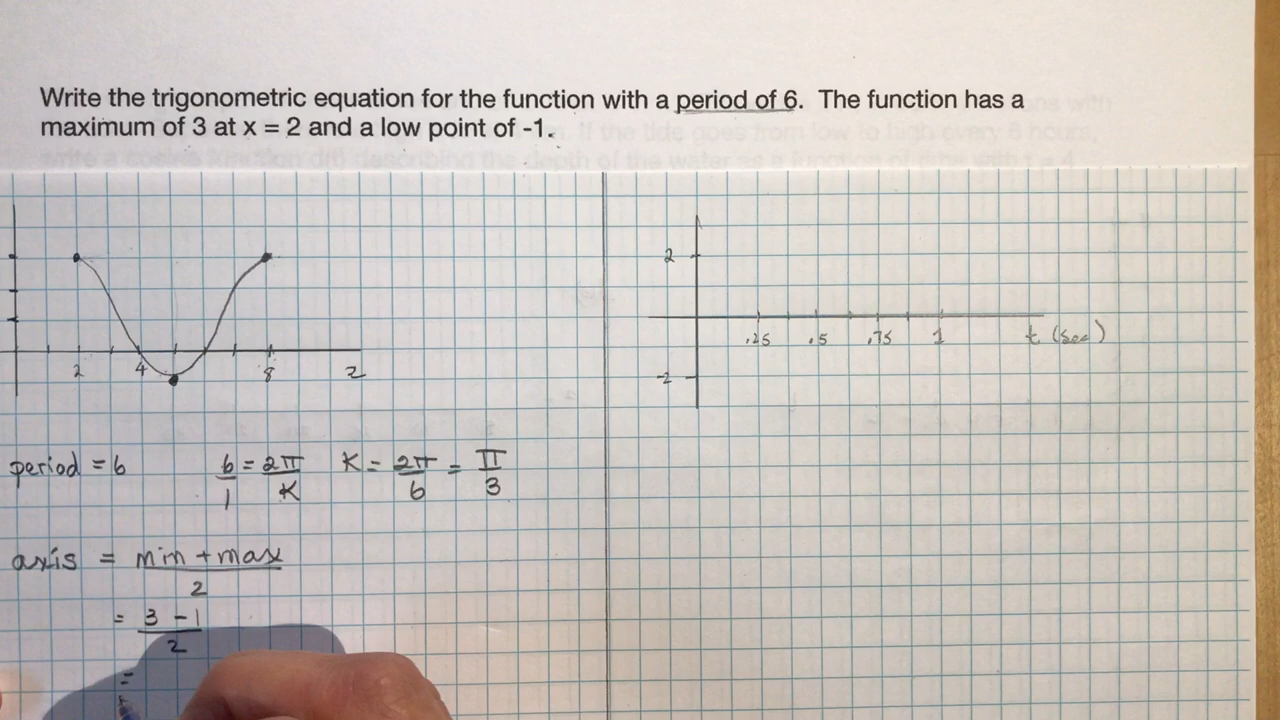 Write the trigonometric equation for the function with a period of 6. The function has a
maximum of 3 at x = 2 and a low point of -1.
2 4 8 z
2
.25 .5 .75 1 t (sec)
-2
period = 6 6/1 = 2π/K K = 2π/6 = π/3
axis = min + max
2
= 3 - 1
2
=